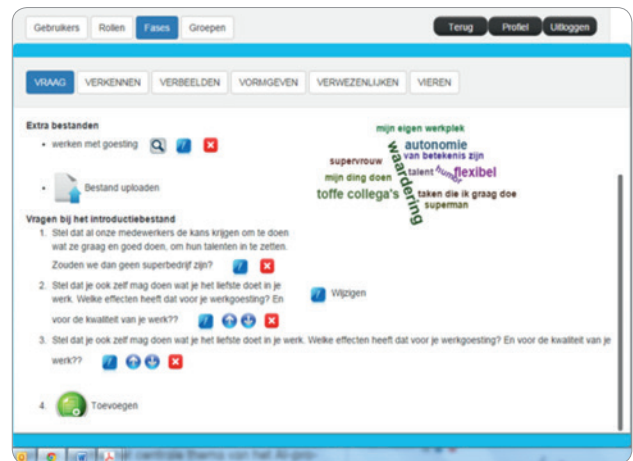 Gebruikers Rollen Fases Groepen Terug Profiel Uitloggen
VRAAG VERKENNEN VERBEELDEN VORMGEVEN VERWEZENLIJKEN VIEREN
Extra bestanden
• werken met goesting
• Bestand uploaden
mijn eigen werkplek
autonomie
van betekenis zijn
supervrouw
waardering
talent humor flexibel
mijn ding doen
toffe collega's
taken die ik graag doe
superman
Vragen bij het introductiebestand
1. Stel dat al onze medewerkers de kans krijgen om te doen
wat ze graag en goed doen, om hun talenten in te zetten.
Zouden we dan geen superbedrijf zijn?
2. Stel dat je ook zelf mag doen wat je het liefste doet in je
werk. Welke effecten heeft dat voor je werkgoesting? En
voor de kwaliteit van je werk??
Wijzigen
3. Stel dat je ook zelf mag doen wat je het liefste doet in je werk. Welke effecten heeft dat voor je werkgoesting? En voor de kwaliteit van je
werk??
4. Toevoegen
centrale thema van het AI-pro-